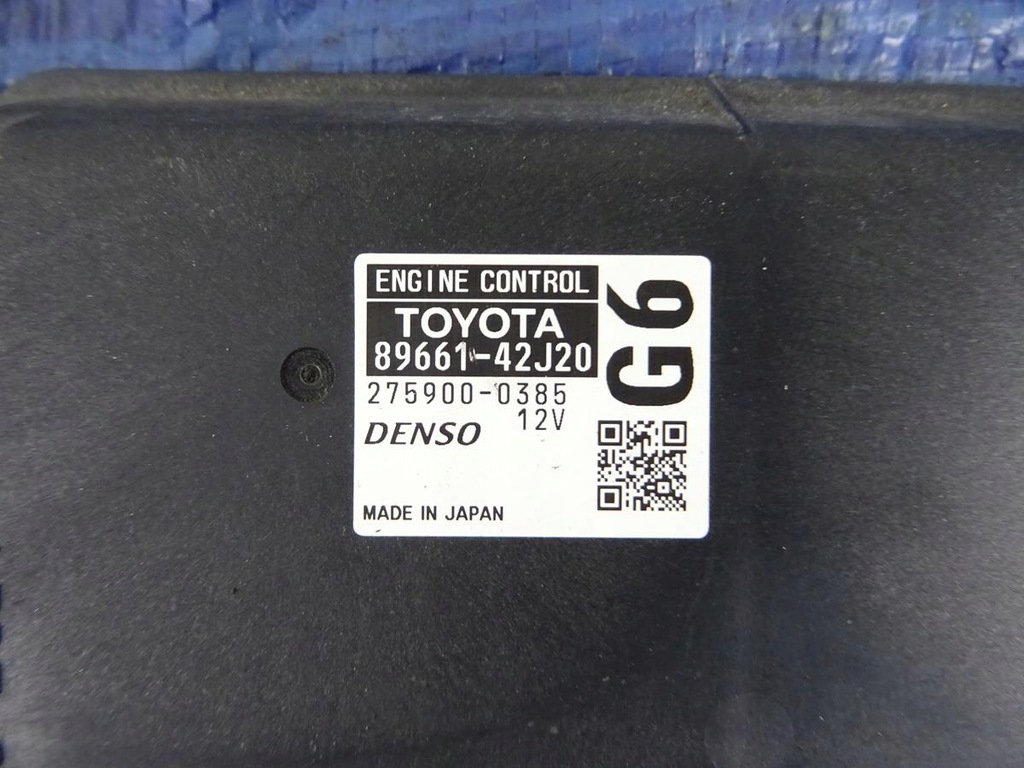 ENGINE CONTROL
TOYOTA
89661-42J20
275900-0385
12V
DENSO
MADE IN JAPAN
G6